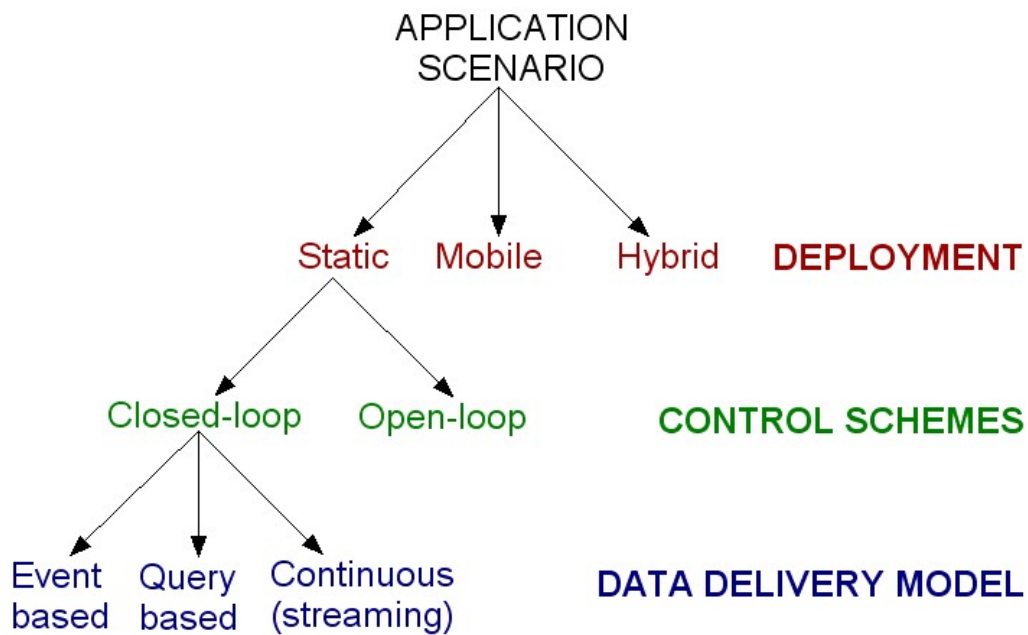 APPLICATION
SCENARIO
Static Mobile Hybrid DEPLOYMENT
Closed-loop Open-loop CONTROL SCHEMES
Event Query Continuous DATA DELIVERY MODEL
based based (streaming)